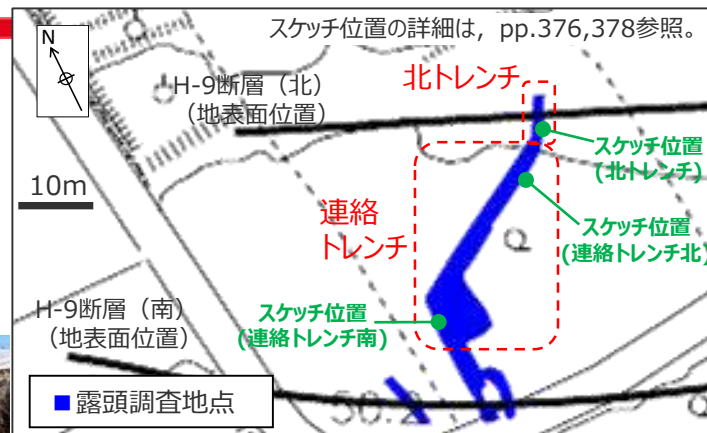 スケッチ位置の詳細は，pp.376,378参照。
N
H-9断層（北）
（地表面位置）
北トレンチ
スケッチ位置
(北トレンチ)
10m
連絡
トレンチ
スケッチ位置
(連絡トレンチ北)
H-9断層（南）
（地表面位置）
スケッチ位置
(連絡トレンチ南)
■露頭調査地点
50.2